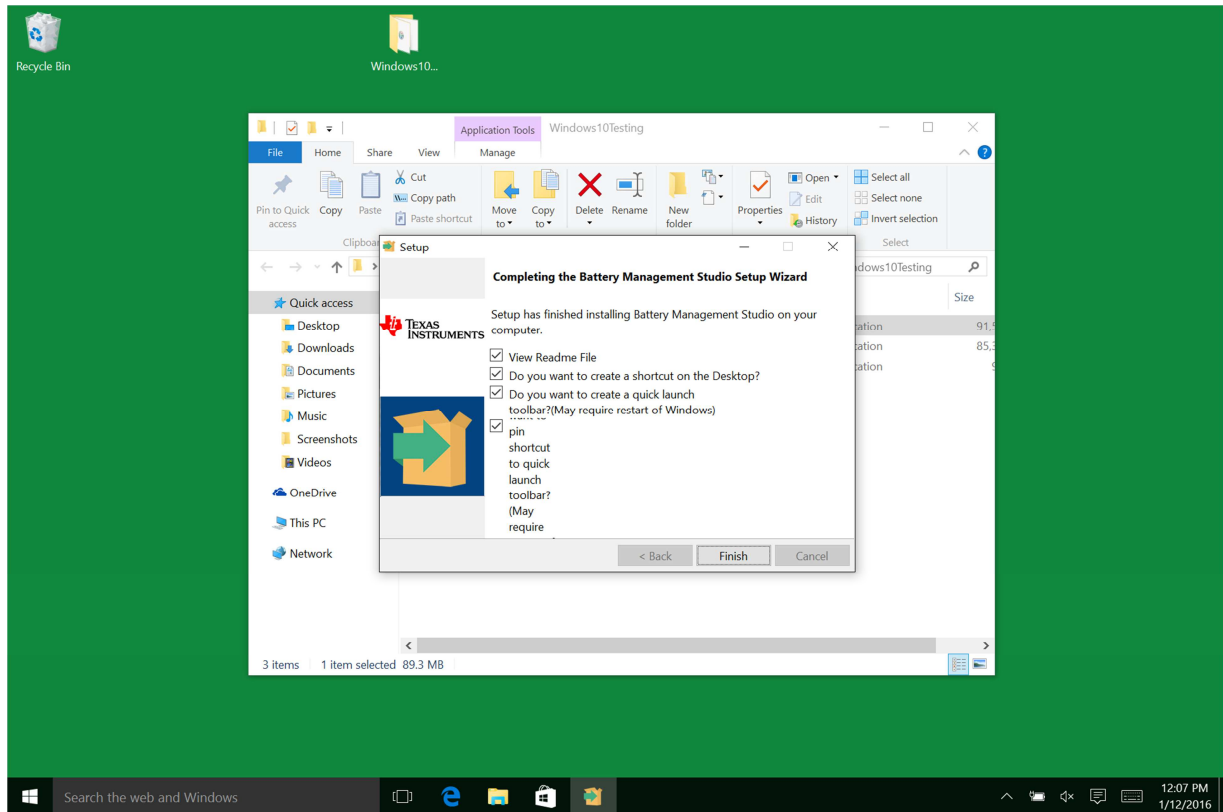 Recycle Bin
Windows10...
Application Tools
Windows10Testing
File
Home
Share
View
Manage
Pin to Quick access
Copy
Paste
Cut
Copy path
Paste shortcut
Move to
Copy to
Delete
Rename
New folder
Properties
Open
Edit
History
Select all
Select none
Invert selection
Select
Size
Quick access
Desktop
Downloads
Documents
Pictures
Music
Screenshots
Videos
OneDrive
This PC
Network
91,5
85,3
Setup
Completing the Battery Management Studio Setup Wizard
TEXAS
INSTRUMENTS
Setup has finished installing Battery Management Studio on your
computer.
View Readme File
Do you want to create a shortcut on the Desktop?
Do you want to create a quick launch
toolbar?(May require restart of Windows)
pin
shortcut
to quick
launch
toolbar?
(May
require
< Back
Finish
Cancel
3 items
1 item selected 89.3 MB
Search the web and Windows
12:07 PM
1/12/2016